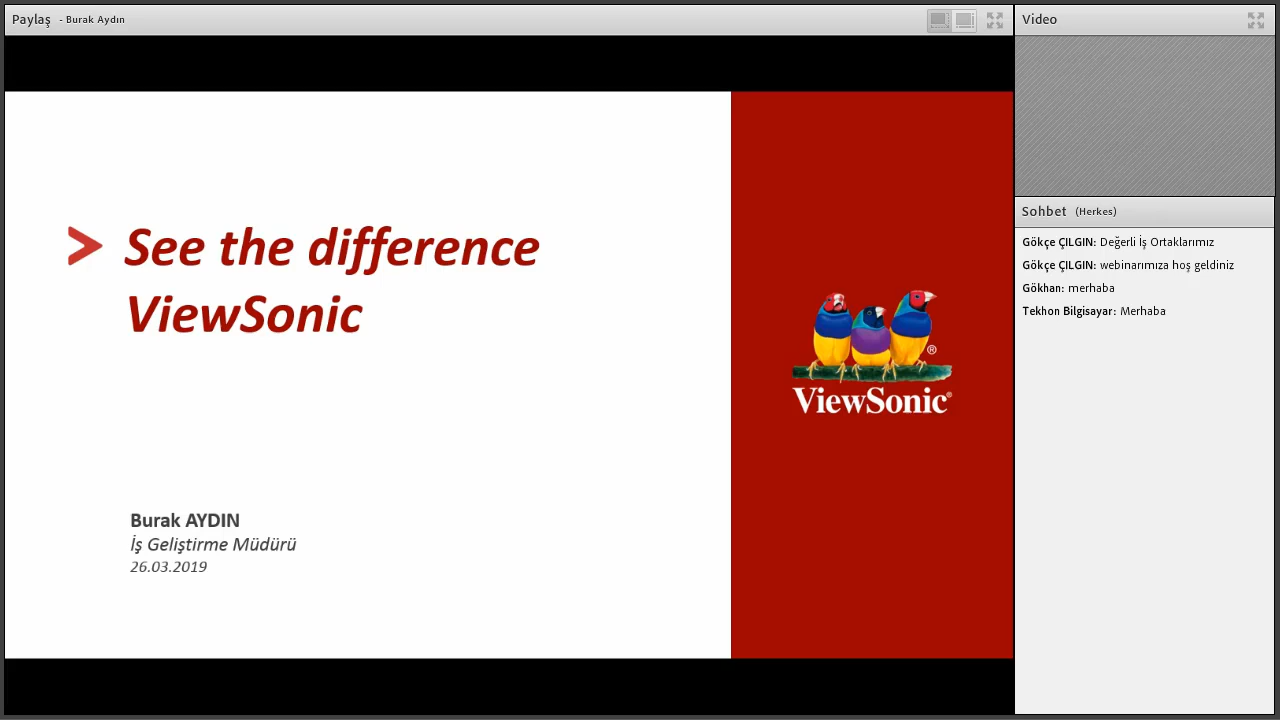 Paylaş - Burak Aydın
> See the difference
ViewSonic
Burak AYDIN
İş Geliştirme Müdürü
26.03.2019
®
ViewSonic®
Video
Sohbet (Herkes)
Gökçe ÇILGIN: Değerli İş Ortaklarımız
Gökçe ÇILGIN: webinarımıza hoş geldiniz
Gökhan: merhaba
Tekhon Bilgisayar: Merhaba